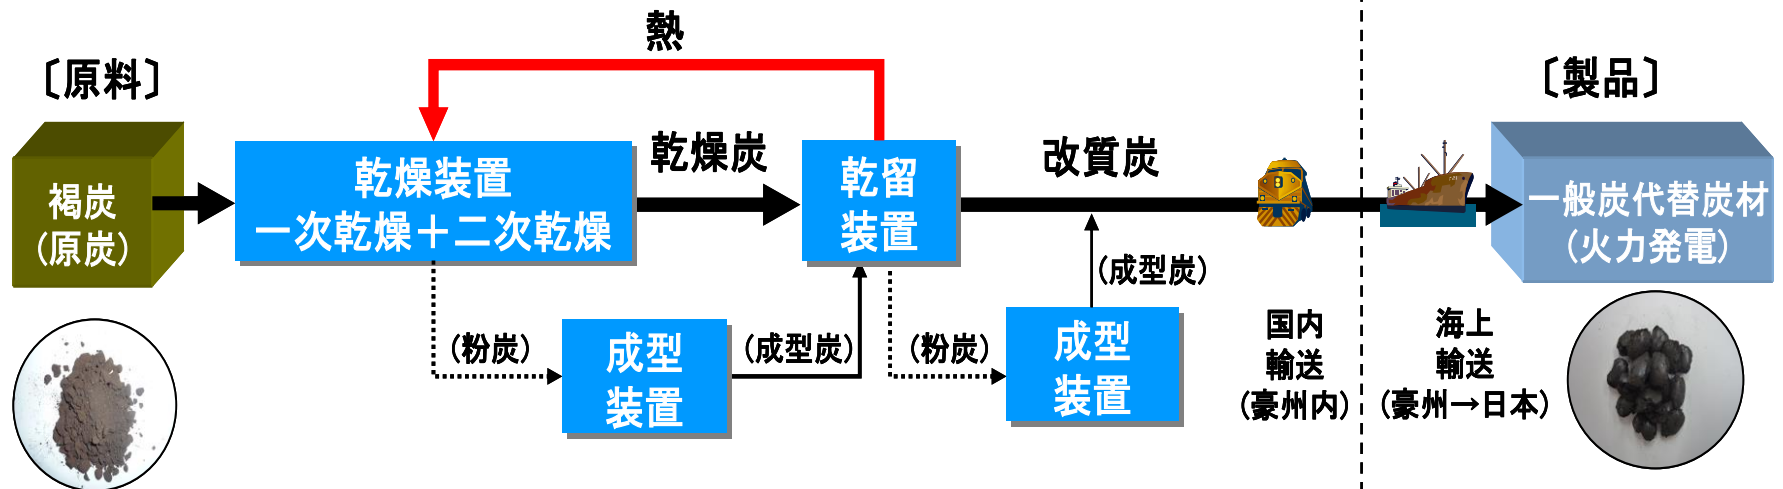 熱
〔原料〕
〔製品〕
褐炭
(原炭)
乾燥装置
一次乾燥＋二次乾燥
乾燥炭
乾留
装置
改質炭
一般炭代替炭材
(火力発電)
(粉炭)
成型
装置
(成型炭)
(粉炭)
成型
装置
(成型炭)
国内
輸送
(豪州内)
海上
輸送
(豪州→日本)